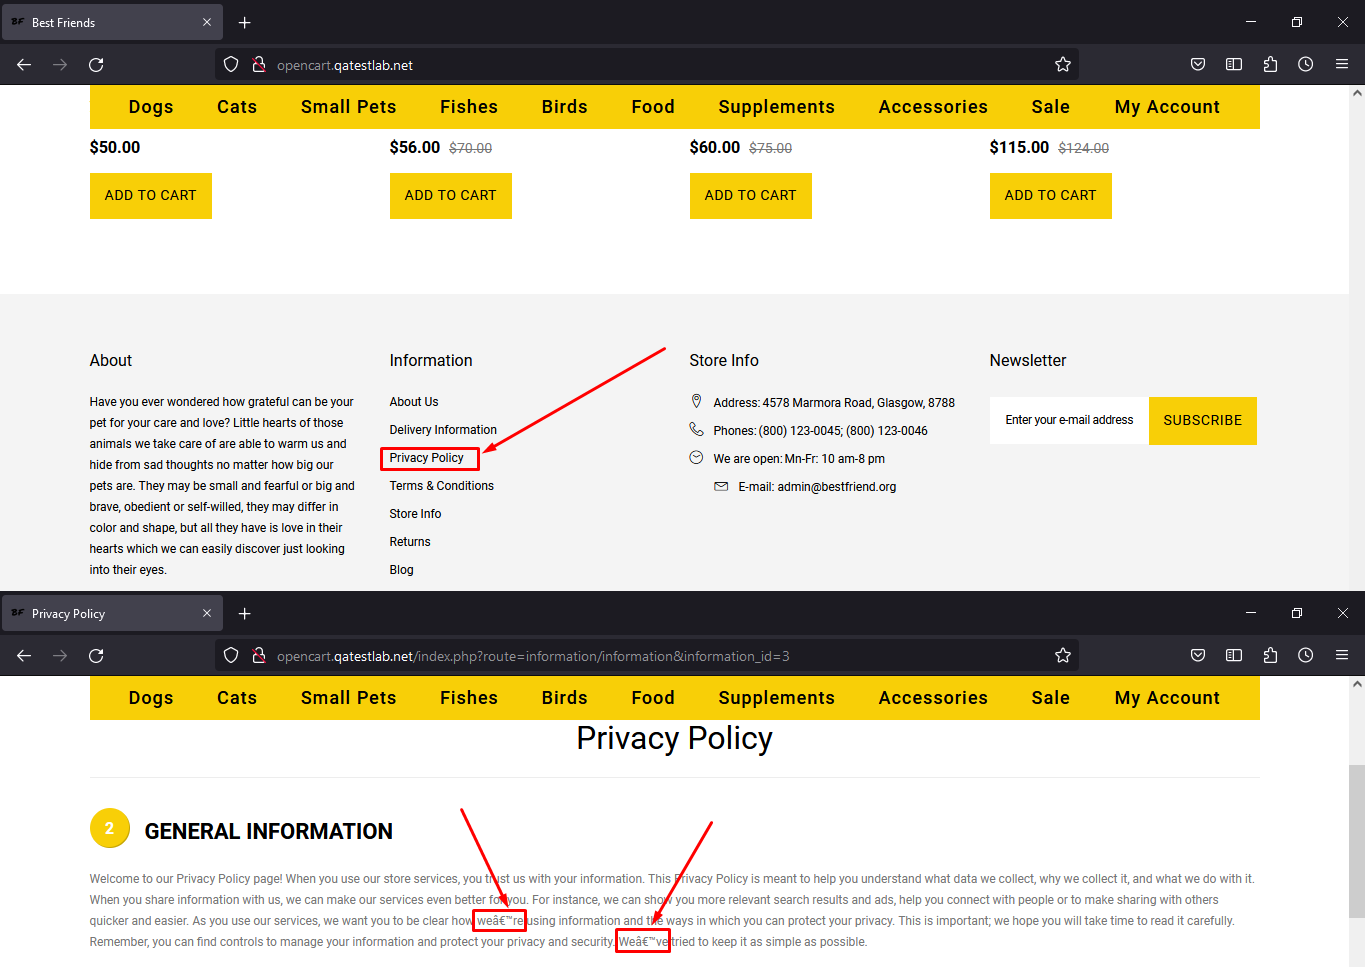 BF Best Friends
opencart.qatestlab.net
Dogs Cats Small Pets Fishes Birds Food Supplements Accessories Sale My Account
$50.00 $56.00 $70.00 $60.00 $75.00 $115.00 $124.00
ADD TO CART ADD TO CART ADD TO CART ADD TO CART
About
Have you ever wondered how grateful can be your
pet for your care and love? Little hearts of those
animals we take care of are able to warm us and
hide from sad thoughts no matter how big our
pets are. They may be small and fearful or big and
brave, obedient or self-willed, they may differ in
color and shape, but all they have is love in their
hearts which we can easily discover just looking
into their eyes.
Information
About Us
Delivery Information
Privacy Policy
Terms & Conditions
Store Info
Returns
Blog
Store Info
Address: 4578 Marmora Road, Glasgow, 8788
Phones: (800) 123-0045; (800) 123-0046
We are open: Mn-Fr: 10 am-8 pm
E-mail: admin@bestfriend.org
Newsletter
Enter your e-mail address SUBSCRIBE
BF Privacy Policy
opencart.qatestlab.net/index.php?route=information/information&information_id=3
Dogs Cats Small Pets Fishes Birds Food Supplements Accessories Sale My Account
Privacy Policy
2 GENERAL INFORMATION
Welcome to our Privacy Policy page! When you use our store services, you trust us with your information. This Privacy Policy is meant to help you understand what data we collect, why we collect it, and what we do with it.
When you share information with us, we can make our services even better for you. For instance, we can show you more relevant search results and ads, help you connect with people or to make sharing with others
quicker and easier. As you use our services, we want you to be clear how weâ€™re using information and the ways in which you can protect your privacy. This is important; we hope you will take time to read it carefully.
Remember, you can find controls to manage your information and protect your privacy and security. Weâ€™ve tried to keep it as simple as possible.